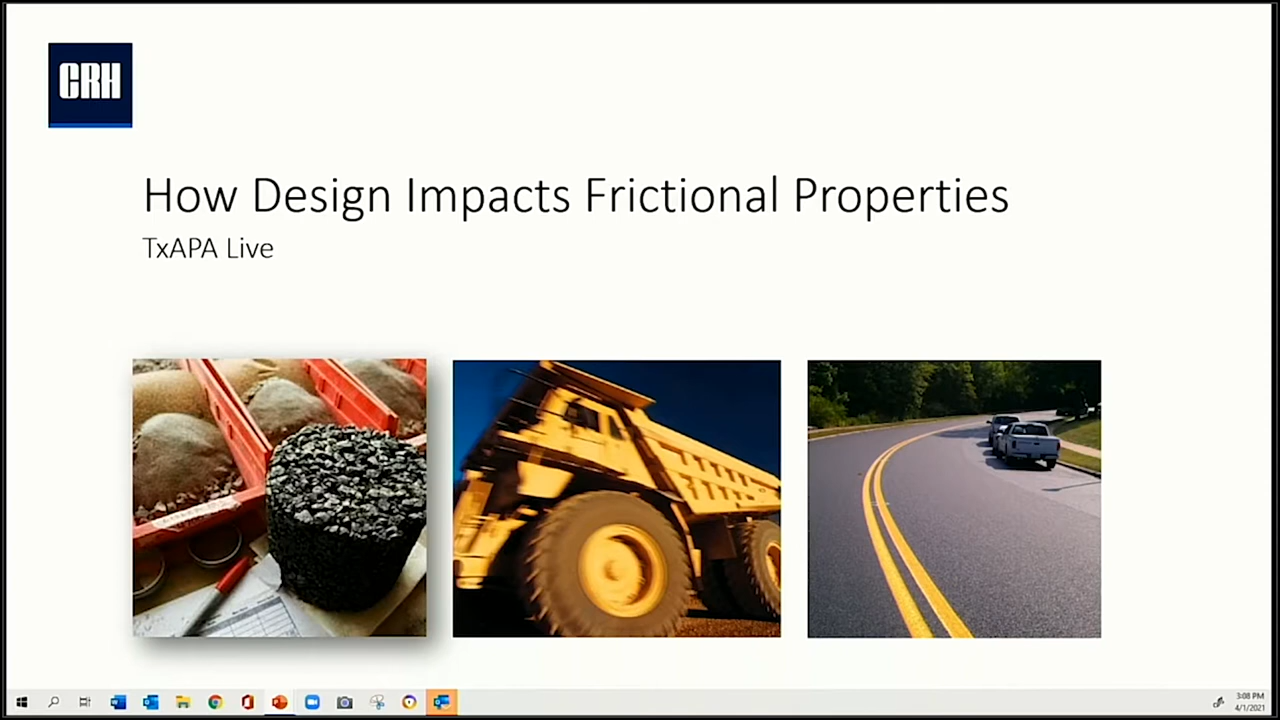 CRH
How Design Impacts Frictional Properties
TxAPA Live
3:08 PM
4/1/2021